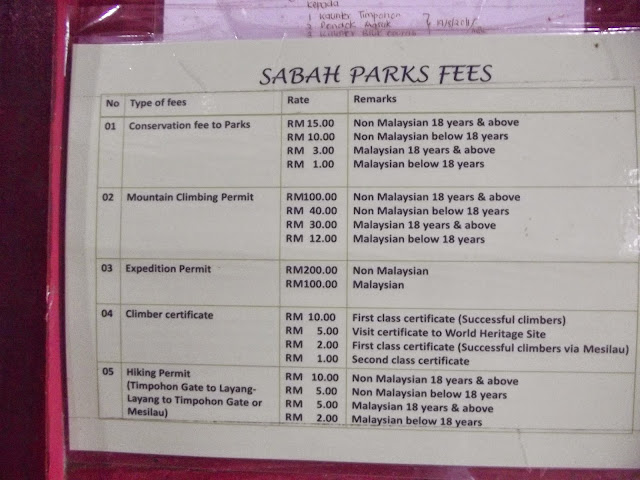 kepada
1 Kaunter Timpohon
2 Pondok
SABAH PARKS FEES
No Type of fees Rate Remarks
01 Conservation fee to Parks RM 15.00 Non Malaysian 18 years & above
RM 10.00 Non Malaysian below 18 years
RM 3.00 Malaysian 18 years & above
RM 1.00 Malaysian below 18 years
02 Mountain Climbing Permit RM100.00 Non Malaysian 18 years & above
RM 40.00 Non Malaysian below 18 years
RM 30.00 Malaysian 18 years & above
RM 12.00 Malaysian below 18 years
03 Expedition Permit RM200.00 Non Malaysian
RM100.00 Malaysian
04 Climber certificate RM 10.00 First class certificate (Successful climbers)
RM 5.00 Visit certificate to World Heritage Site
RM 2.00 First class certificate (Successful climbers via Mesilau)
RM 1.00 Second class certificate
05 Hiking Permit RM 10.00 Non Malaysian 18 years & above
(Timpohon Gate to Layang- RM 5.00 Non Malaysian below 18 years
Layang to Timpohon Gate or RM 5.00 Malaysian 18 years & above
Mesilau) RM 2.00 Malaysian below 18 years